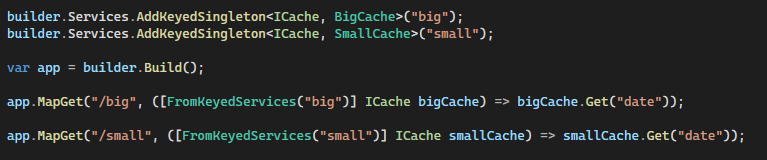 builder.Services.AddKeyedSingleton<ICache, BigCache>("big");
builder.Services.AddKeyedSingleton<ICache, SmallCache>("small");
var app = builder.Build();
app.MapGet("/big", ([FromKeyedServices("big")] ICache bigCache) => bigCache.Get("date"));
app.MapGet("/small", ([FromKeyedServices("small")] ICache smallCache) => smallCache.Get("date"));